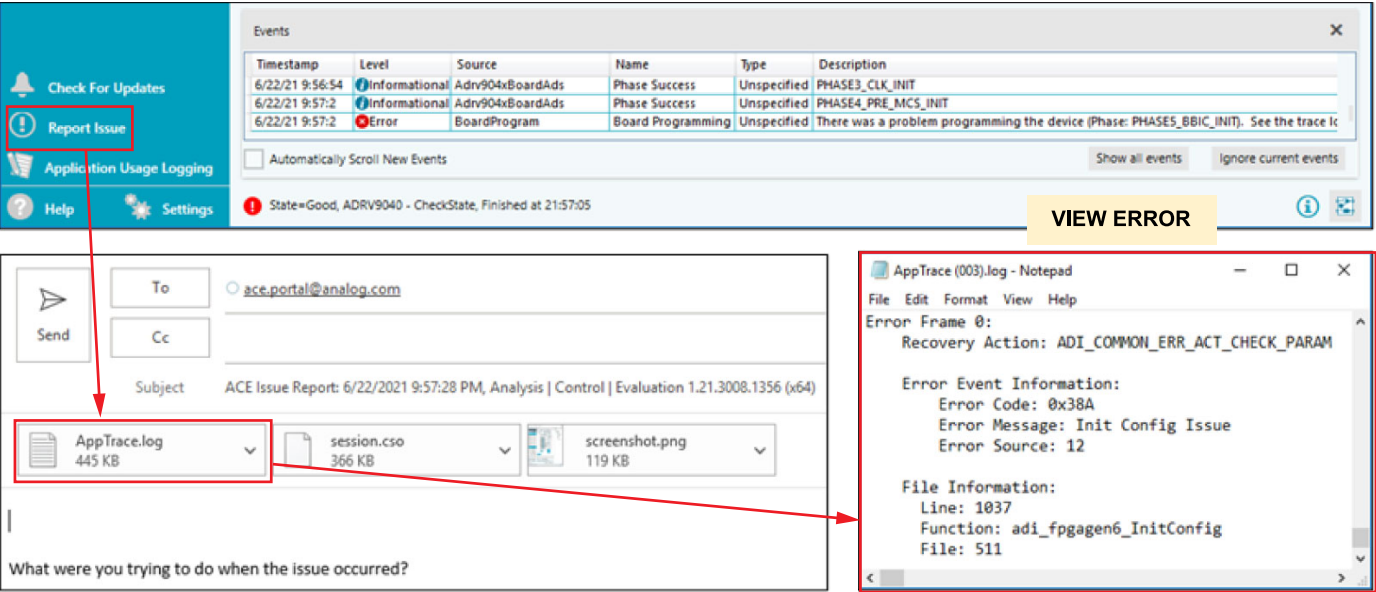 Check For Updates
Report Issue
Application Usage Logging
Help Settings
Events
Timestamp Level Source Name Type Description
6/22/21 9:56:54 Informational Adrv904xBoardAds Phase Success Unspecified PHASE3_CLK_INIT
6/22/21 9:57:2 Informational Adrv904xBoardAds Phase Success Unspecified PHASE4_PRE_MCS_INIT
6/22/21 9:57:2 Error BoardProgram Board Programming Unspecified There was a problem programming the device (Phase: PHASE5_BBIC_INIT). See the trace lo
Automatically Scroll New Events Show all events Ignore current events
State=Good, ADRV9040 - CheckState, Finished at 21:57:05
VIEW ERROR
Send
To ace.portal@analog.com
Cc
Subject ACE Issue Report: 6/22/2021 9:57:28 PM, Analysis | Control | Evaluation 1.21.3008.1356 (x64)
AppTrace.log
445 KB
session.cso
366 KB
screenshot.png
119 KB
What were you trying to do when the issue occurred?
AppTrace (003).log - Notepad
File Edit Format View Help
Error Frame 0:
Recovery Action: ADI_COMMON_ERR_ACT_CHECK_PARAM
Error Event Information:
Error Code: 0x38A
Error Message: Init Config Issue
Error Source: 12
File Information:
Line: 1037
Function: adi_fpgagen6_InitConfig
File: 511